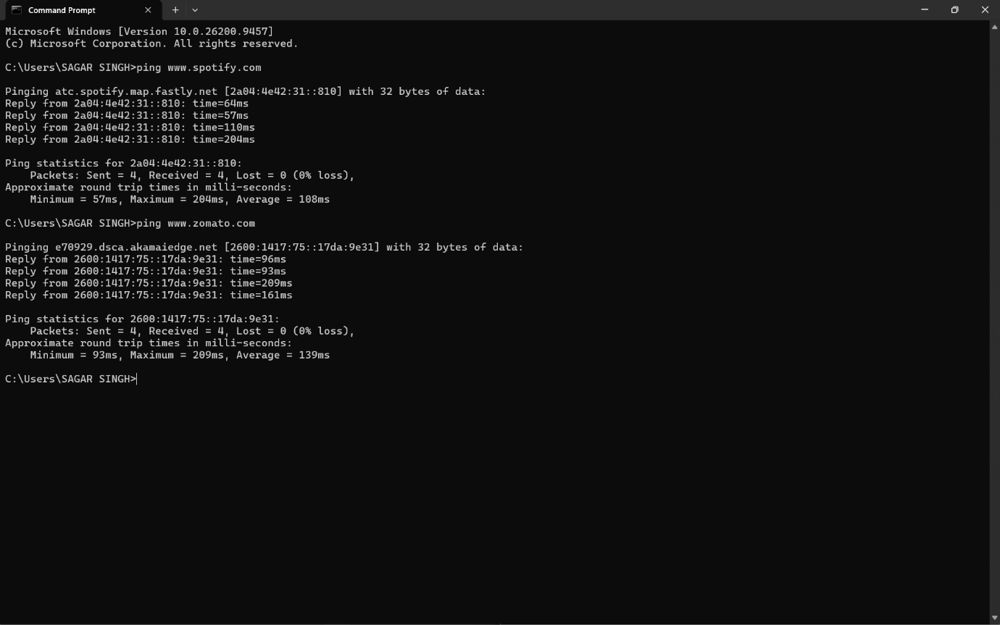 Command Prompt
Microsoft Windows [Version 10.0.26200.9457]
(c) Microsoft Corporation. All rights reserved.
C:\Users\SAGAR SINGH>ping www.spotify.com
Pinging atc.spotify.map.fastly.net [2a04:4e42:31::810] with 32 bytes of data:
Reply from 2a04:4e42:31::810: time=64ms
Reply from 2a04:4e42:31::810: time=57ms
Reply from 2a04:4e42:31::810: time=110ms
Reply from 2a04:4e42:31::810: time=204ms
Ping statistics for 2a04:4e42:31::810:
    Packets: Sent = 4, Received = 4, Lost = 0 (0% loss),
Approximate round trip times in milli-seconds:
    Minimum = 57ms, Maximum = 204ms, Average = 108ms
C:\Users\SAGAR SINGH>ping www.zomato.com
Pinging e70929.dsca.akamaiedge.net [2600:1417:75::17da:9e31] with 32 bytes of data:
Reply from 2600:1417:75::17da:9e31: time=96ms
Reply from 2600:1417:75::17da:9e31: time=93ms
Reply from 2600:1417:75::17da:9e31: time=209ms
Reply from 2600:1417:75::17da:9e31: time=161ms
Ping statistics for 2600:1417:75::17da:9e31:
    Packets: Sent = 4, Received = 4, Lost = 0 (0% loss),
Approximate round trip times in milli-seconds:
    Minimum = 93ms, Maximum = 209ms, Average = 139ms
C:\Users\SAGAR SINGH>